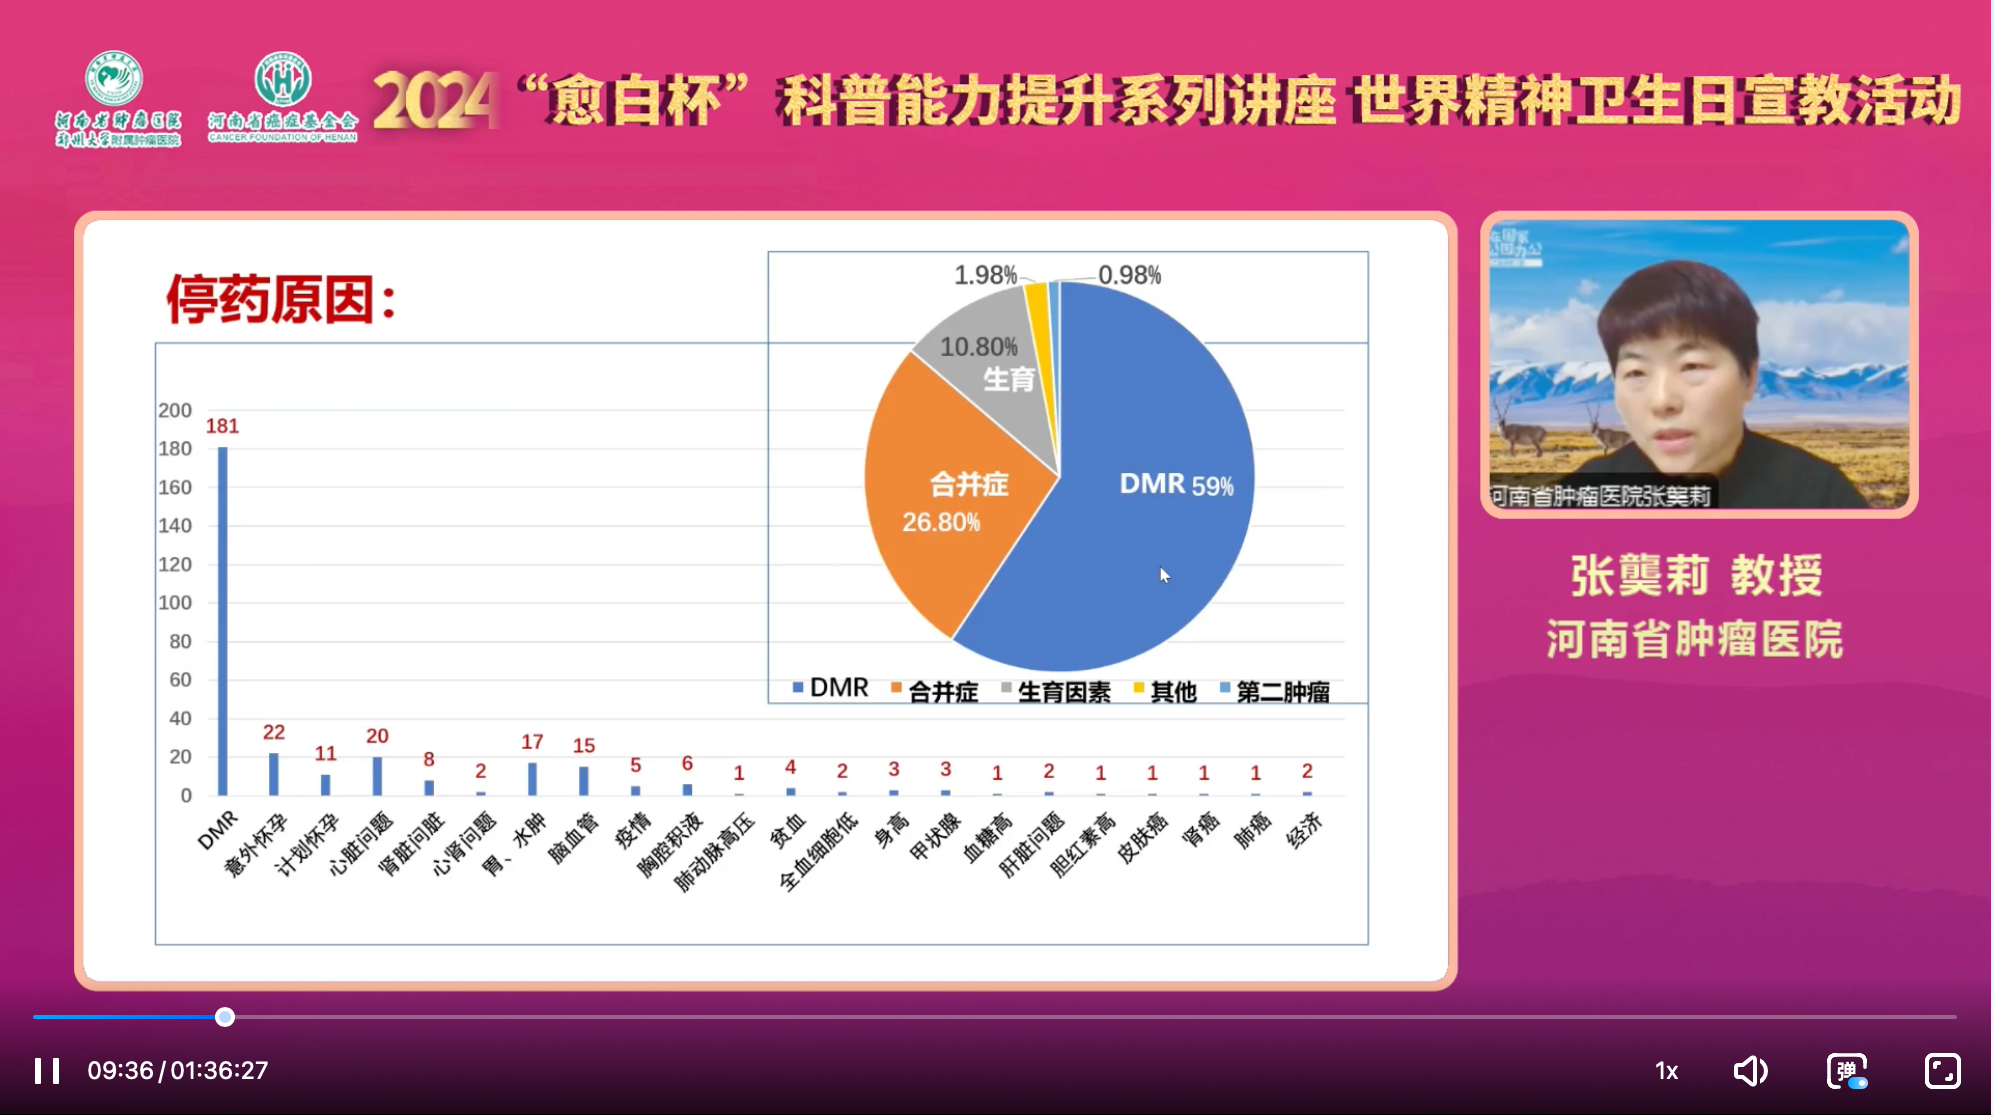 河南省肿瘤医院
郑州大学附属肿瘤医院
河南省癌症基金会
CANCER FOUNDATION OF HENAN
2024 “愈白杯” 科普能力提升系列讲座 世界精神卫生日宣教活动
停药原因：
1.98%
0.98%
10.80%
生育
合并症
26.80%
DMR 59%
DMR 合并症 生育因素 其他 第二肿瘤
200
180
160
140
120
100
80
60
40
20
0
181 22 11 20 8 2 17 15 5 6 1 4 2 3 3 1 2 1 1 1 1 2
DMR 意外怀孕 计划怀孕 心脏问题 肾脏问脏 心肾问题 胃、水肿 脑血管 疫情 胸腔积液 肺动脉高压 贫血 全血细胞低 身高 甲状腺 血糖高 肝脏问题 胆红素高 皮肤癌 肾癌 肺癌 经济
河南省肿瘤医院张龑莉
张龑莉 教授
河南省肿瘤医院
09:36 / 01:36:27
1x
弹